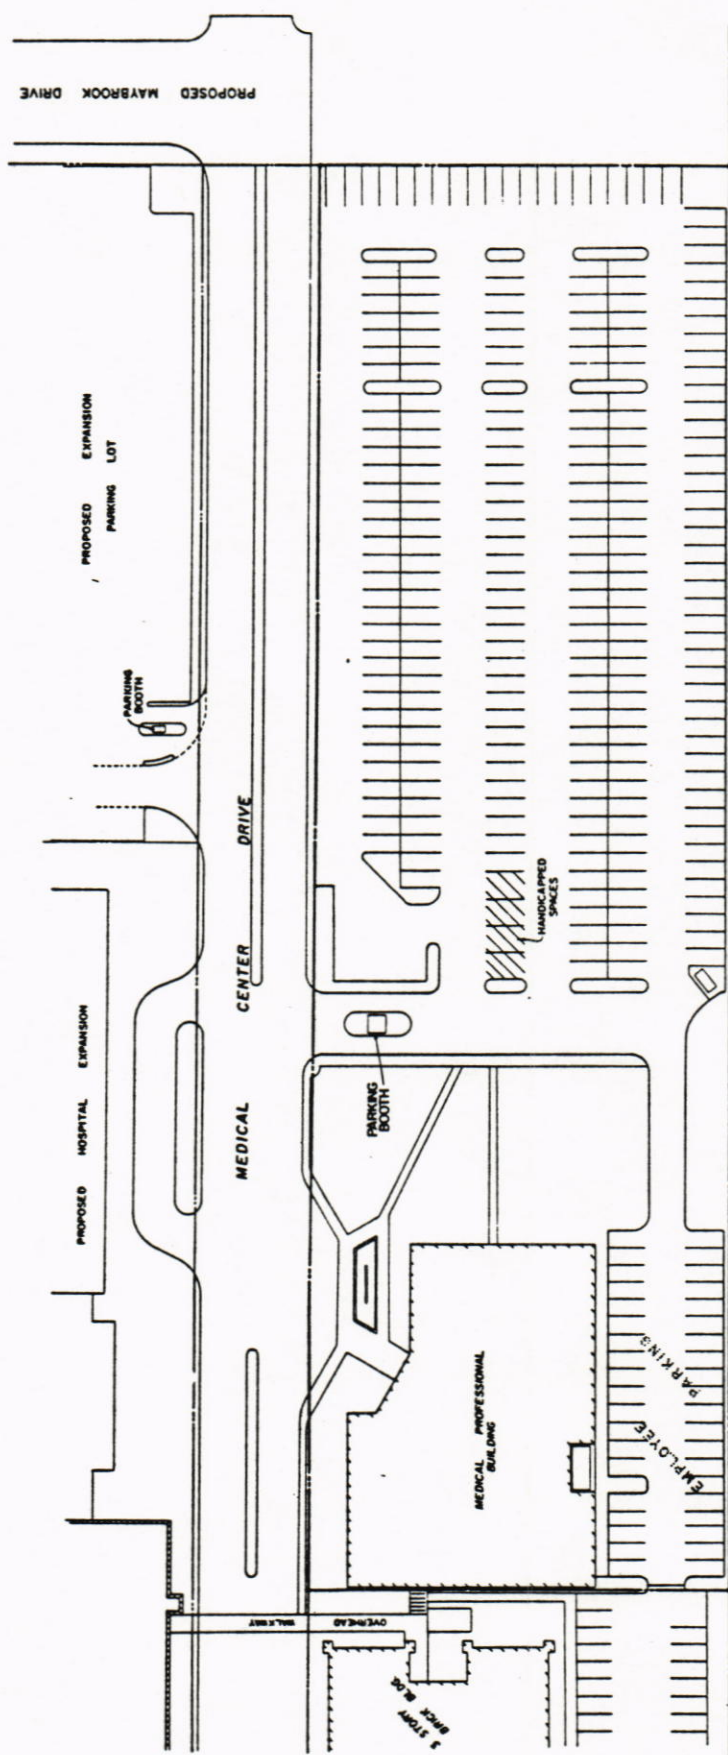 PROPOSED MAYBROOK DRIVE
PROPOSED EXPANSION
PARKING LOT
PARKING
BOOTH
MEDICAL CENTER DRIVE
HANDICAPPED
SPACES
PROPOSED HOSPITAL EXPANSION
PARKING
BOOTH
MEDICAL PROFESSIONAL
BUILDING
EMPLOYEE PARKING
OVERHEAD WALKWAY
3 STORY
BRICK BLDG.